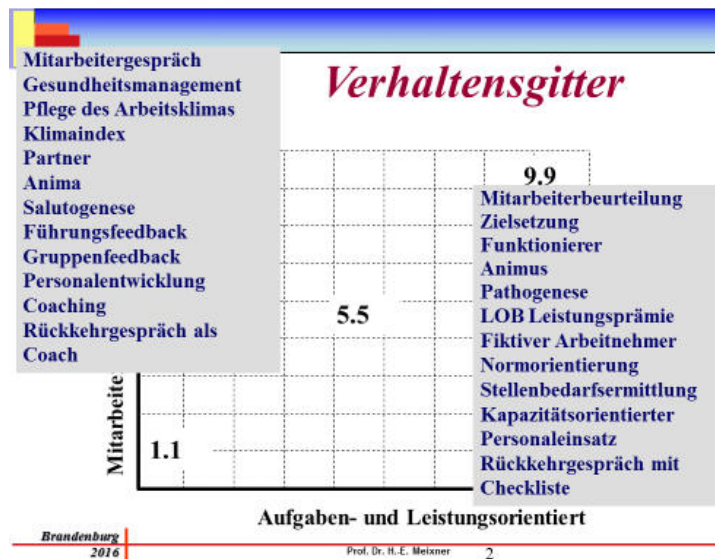 Verhaltensgitter
Mitarbeitergespräch
Gesundheitsmanagement
Pflege des Arbeitsklimas
Klimaindex
Partner
Anima
Salutogenese
Führungsfeedback
Gruppenfeedback
Personalentwicklung
Coaching
Rückkehrgespräch als
Coach
9.9
Mitarbeiterbeurteilung
Zielsetzung
Funktionierer
Animus
Pathogenese
LOB Leistungsprämie
Fiktiver Arbeitnehmer
Normorientierung
Stellenbedarfsermittlung
Kapazitätsorientierter
Personaleinsatz
Rückkehrgespräch mit
Checkliste
5.5
Mitarbeite
1.1
Aufgaben- und Leistungsorientiert
Brandenburg
2016
Prof. Dr. H.-E. Meixner
2